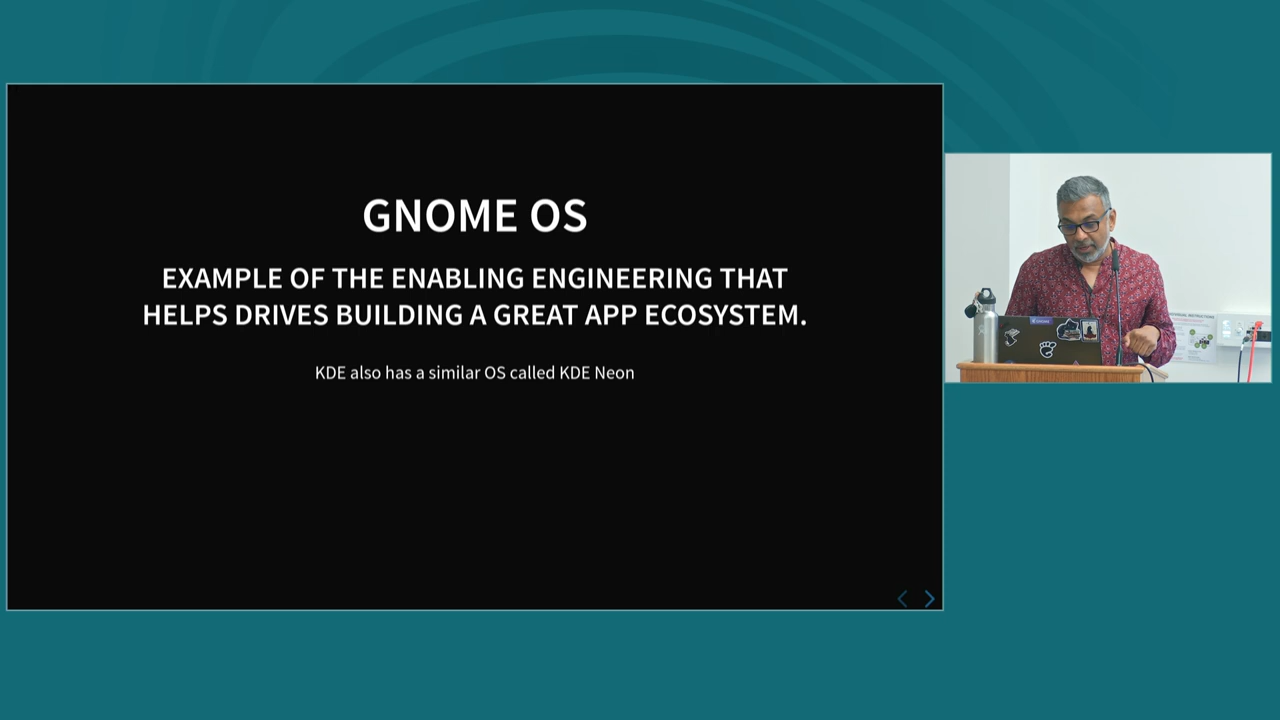 GNOME OS
EXAMPLE OF THE ENABLING ENGINEERING THAT
HELPS DRIVES BUILDING A GREAT APP ECOSYSTEM.
KDE also has a similar OS called KDE Neon